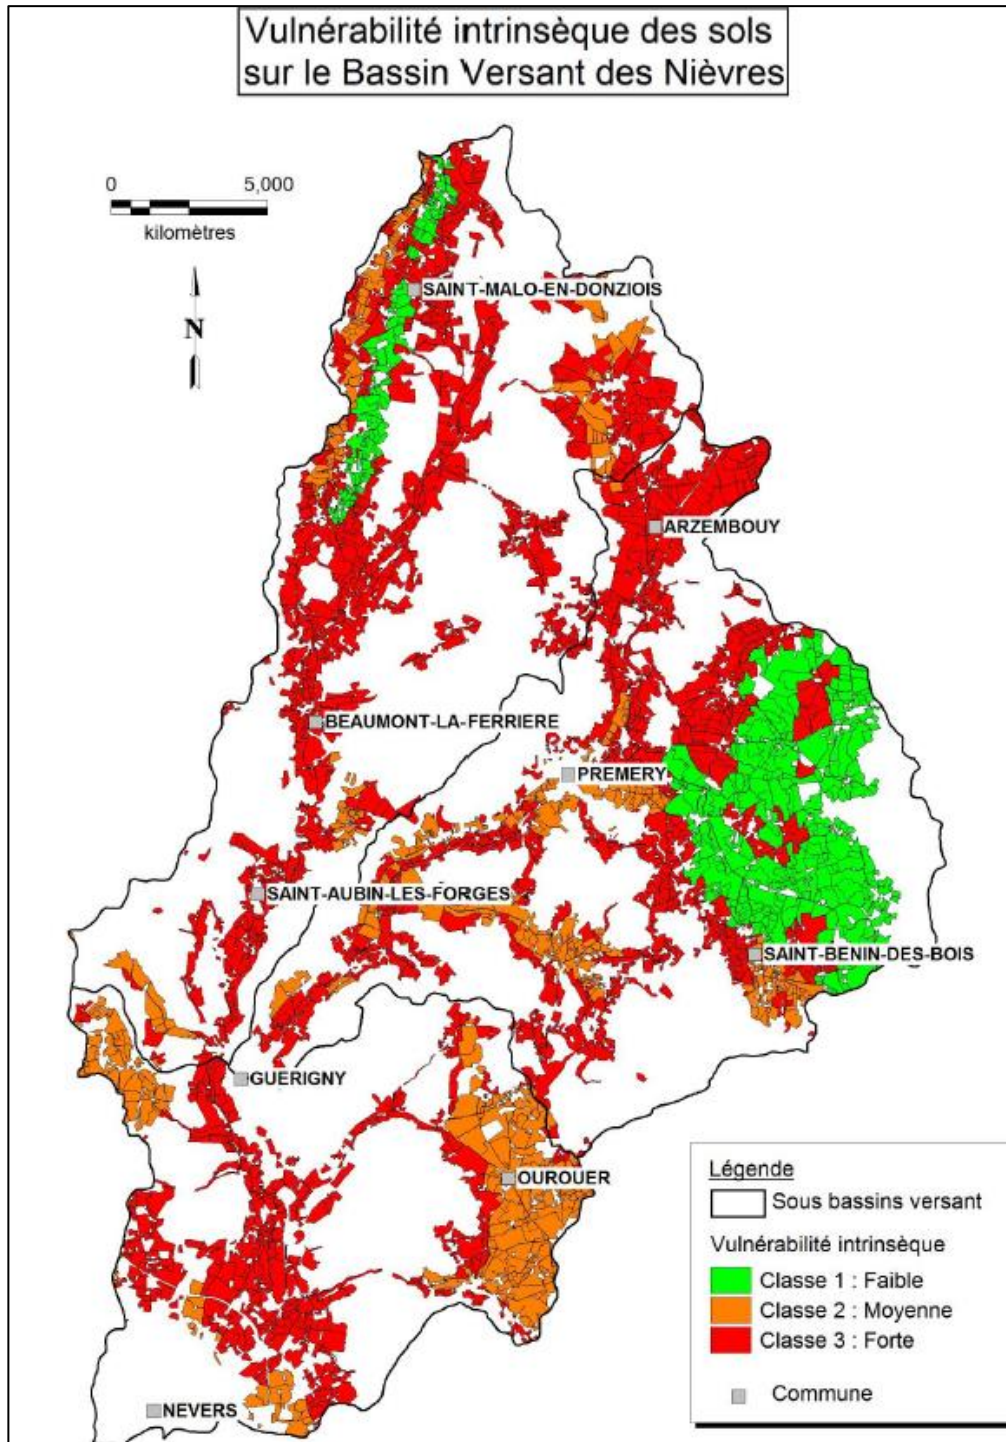 Vulnérabilité intrinsèque des sols
sur le Bassin Versant des Nièvres
0 5,000
kilomètres
N
SAINT-MALO-EN-DONZIOIS
ARZEMBOUY
BEAUMONT-LA-FERRIERE
PREMERY
SAINT-AUBIN-LES-FORGES
SAINT-BENIN-DES-BOIS
GUERIGNY
OUROUER
NEVERS
Légende
Sous bassins versant
Vulnérabilité intrinsèque
Classe 1 : Faible
Classe 2 : Moyenne
Classe 3 : Forte
Commune